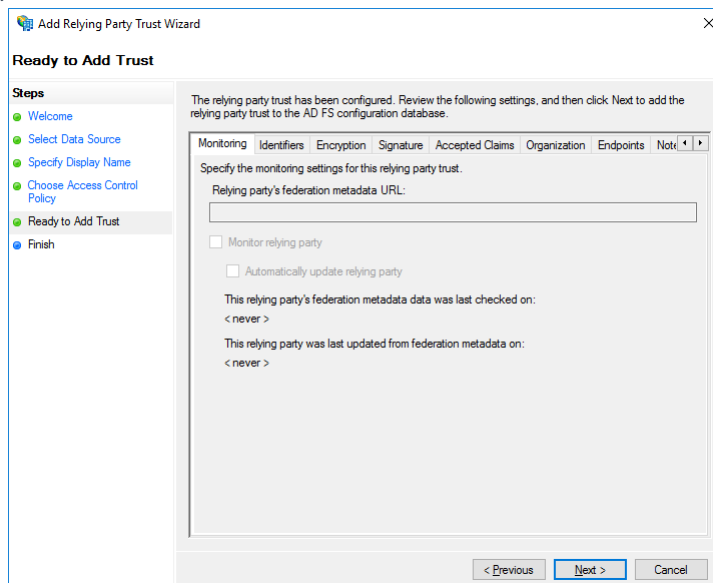 Add Relying Party Trust Wizard
Ready to Add Trust
Steps
Welcome
Select Data Source
Specify Display Name
Choose Access Control
Policy
Ready to Add Trust
Finish
The relying party trust has been configured. Review the following settings, and then click Next to add the
relying party trust to the AD FS configuration database.
Monitoring Identifiers Encryption Signature Accepted Claims Organization Endpoints
Specify the monitoring settings for this relying party trust.
Relying party's federation metadata URL:
Monitor relying party
Automatically update relying party
This relying party's federation metadata data was last checked on:
< never >
This relying party was last updated from federation metadata on:
< never >
< Previous Next > Cancel